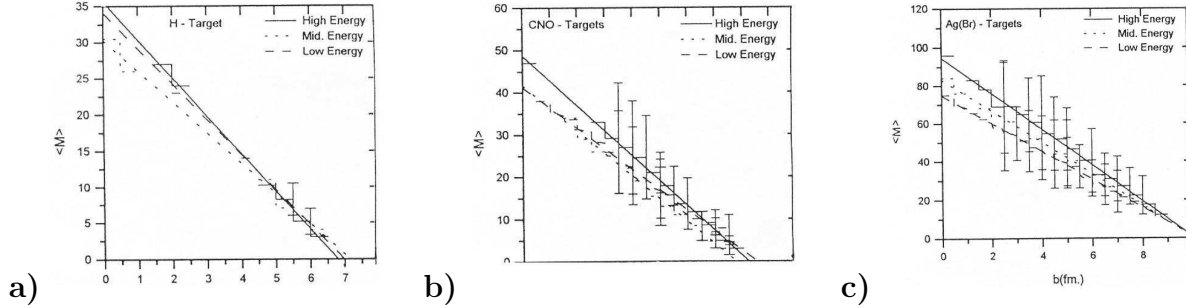 H - Target
High Energy
Mid. Energy
Low Energy
<M>
35
30
25
20
15
10
5
0
0 1 2 3 4 5 6 7
a)
CNO - Targets
High Energy
Mid. Energy
Low Energy
<M>
60
50
40
30
20
10
0
b)
Ag(Br) - Targets
High Energy
Mid. Energy
Low Energy
<M>
120
100
80
60
40
20
0
0 2 4 6 8
b(fm.)
c)